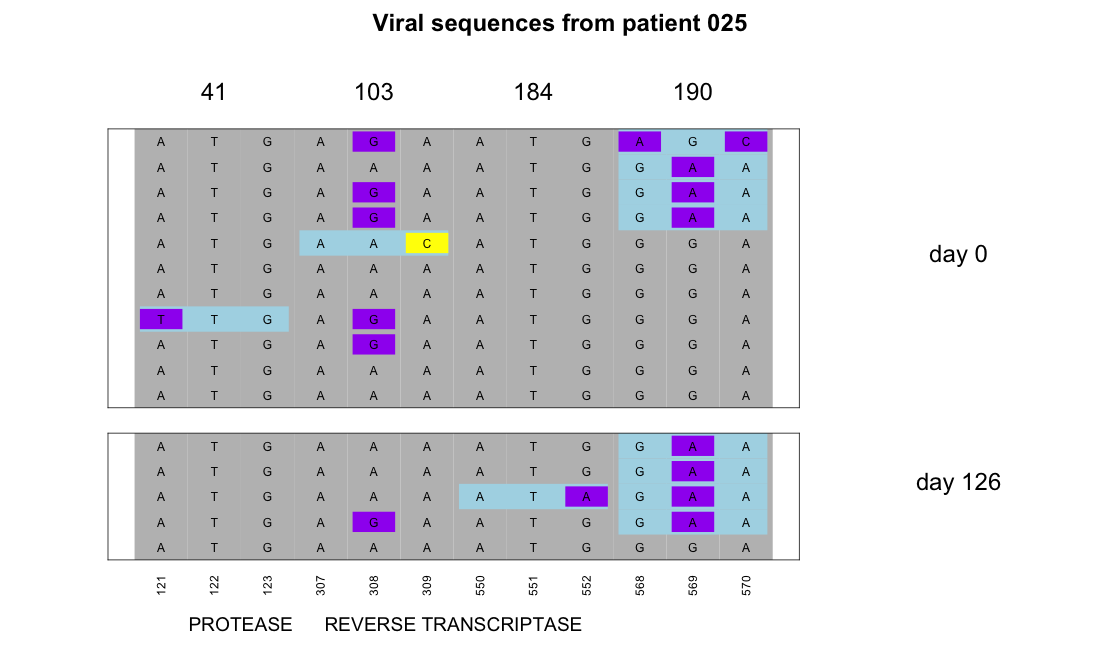 Viral sequences from patient 025
41 103 184 190
A T G A G A A T G A G C
A T G A A A A T G G A A
A T G A G A A T G G A A
A T G A G A A T G G A A
A T G A A C A T G G G A
day 0
A T G A A A A T G G G A
A T G A A A A T G G G A
T T G A G A A T G G G A
A T G A G A A T G G G A
A T G A A A A T G G G A
A T G A A A A T G G G A
A T G A A A A T G G A A
A T G A A A A T G G A A
day 126
A T G A A A A T A G A A
A T G A G A A T G G A A
A T G A A A A T G G G A
121 122 123 307 308 309 550 551 552 568 569 570
PROTEASE REVERSE TRANSCRIPTASE